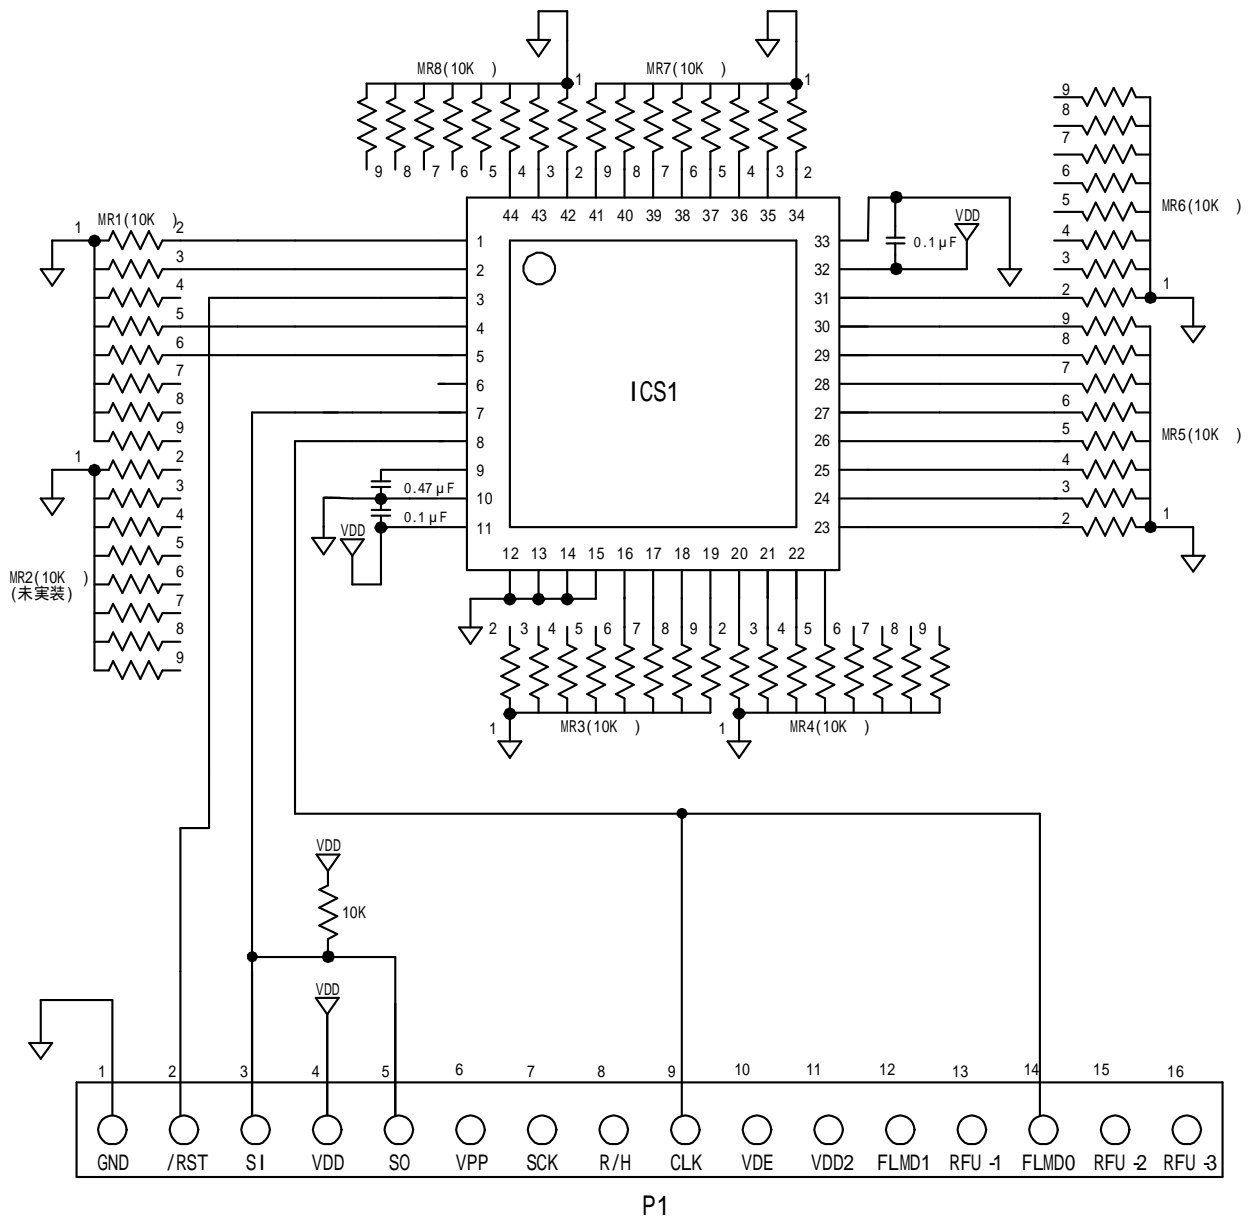 MR8(10K )
1
MR7(10K )
1
9 8 7 6 5 4 3 2 9 8 7 6 5 4 3 2
44 43 42 41 40 39 38 37 36 35 34
9
8
7
6
5
4
3
2
1
MR6(10K )
9
8
7
6
5
4
3
2
1
MR5(10K )
1
MR1(10K )
2
3
4
5
6
7
8
9
1
2
3
4
5
6
7
8
9
MR2(10K )
(未実装)
1
2
3
4
5
6
7
8
9
10
11
0.47μF
0.1μF
VDD
ICS1
33
32
31
30
29
28
27
26
25
24
23
0.1μF
VDD
12 13 14 15 16 17 18 19 20 21 22
2 3 4 5 6 7 8 9 2 3 4 5 6 7 8 9
1
MR3(10K )
1
MR4(10K )
VDD
10K
VDD
1 2 3 4 5 6 7 8 9 10 11 12 13 14 15 16
GND /RST SI VDD SO VPP SCK R/H CLK VDE VDD2 FLMD1 RFU-1 FLMD0 RFU-2 RFU-3
P1